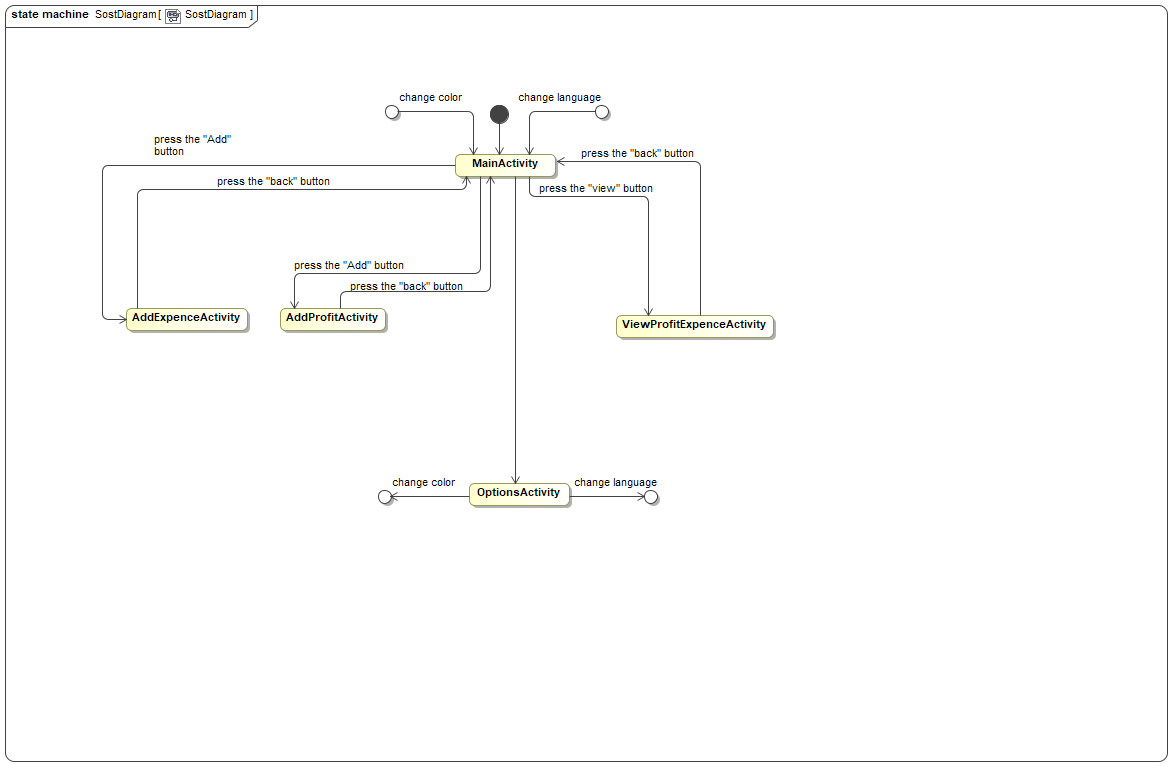 state machine SostDiagram [ SostDiagram ]
change color
change language
press the "Add"
button
MainActivity
press the "back" button
press the "back" button
press the "view" button
press the "Add" button
press the "back" button
AddExpenceActivity
AddProfitActivity
ViewProfitExpenceActivity
change color
OptionsActivity
change language